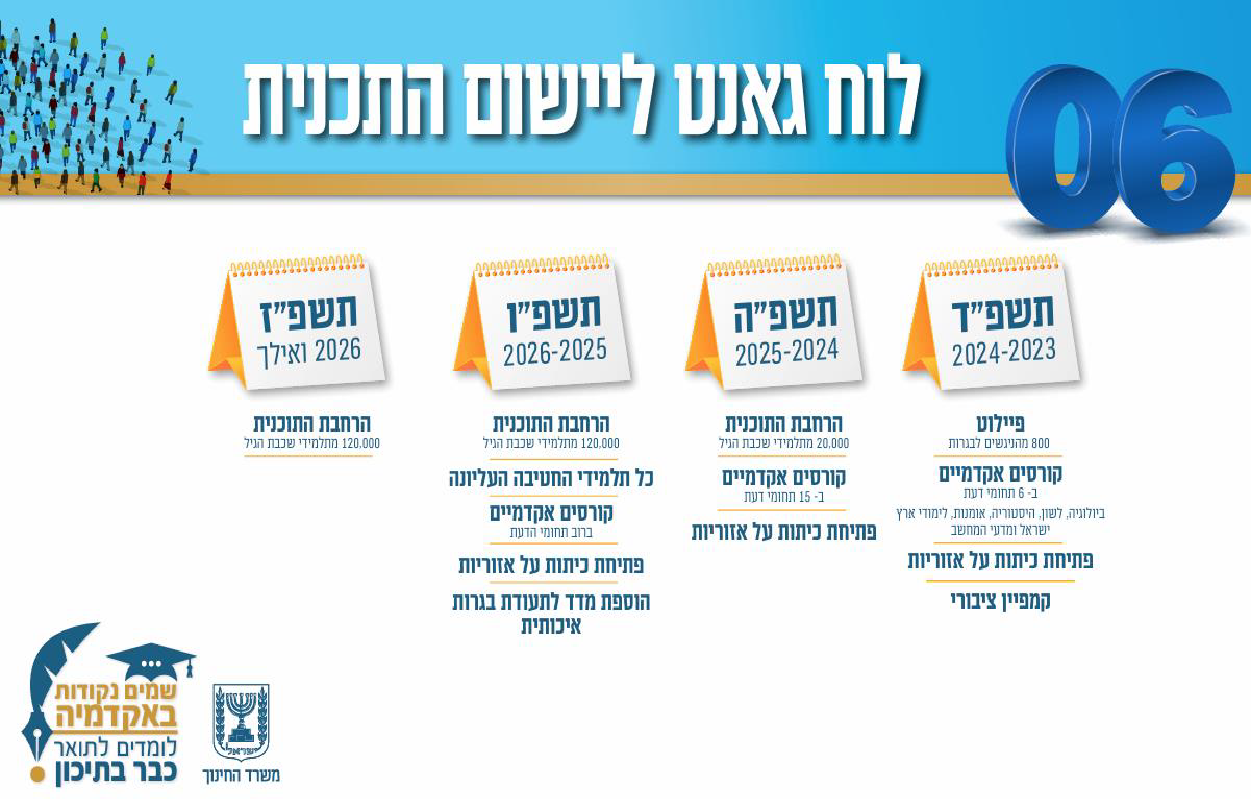 לוח גאנט ליישום התכנית
06
תשפ״ד
2024-2023
פיילוט
800 מהניגשים לבגרות
קורסים אקדמיים
ב- 6 תחומי דעת
ביולוגיה, לשון, היסטוריה, אומנות, לימודי ארץ
ישראל ומדעי המחשב
פתיחת כיתות על אזוריות
קמפיין ציבורי
תשפ״ה
2025-2024
הרחבת התוכנית
20,000 מתלמידי שכבת הגיל
קורסים אקדמיים
ב- 15 תחומי דעת
פתיחת כיתות על אזוריות
תשפ״ו
2026-2025
הרחבת התוכנית
120,000 מתלמידי שכבת הגיל
כל תלמידי החטיבה העליונה
קורסים אקדמיים
ברוב תחומי הדעת
פתיחת כיתות על אזוריות
הוספת מדד לתעודת בגרות
איכותית
תשפ״ז
2026 ואילך
הרחבת התוכנית
120,000 מתלמידי שכבת הגיל
שמים נקודות
באקדמיה
לומדים לתואר
כבר בתיכון
ישראל
משרד החינוך